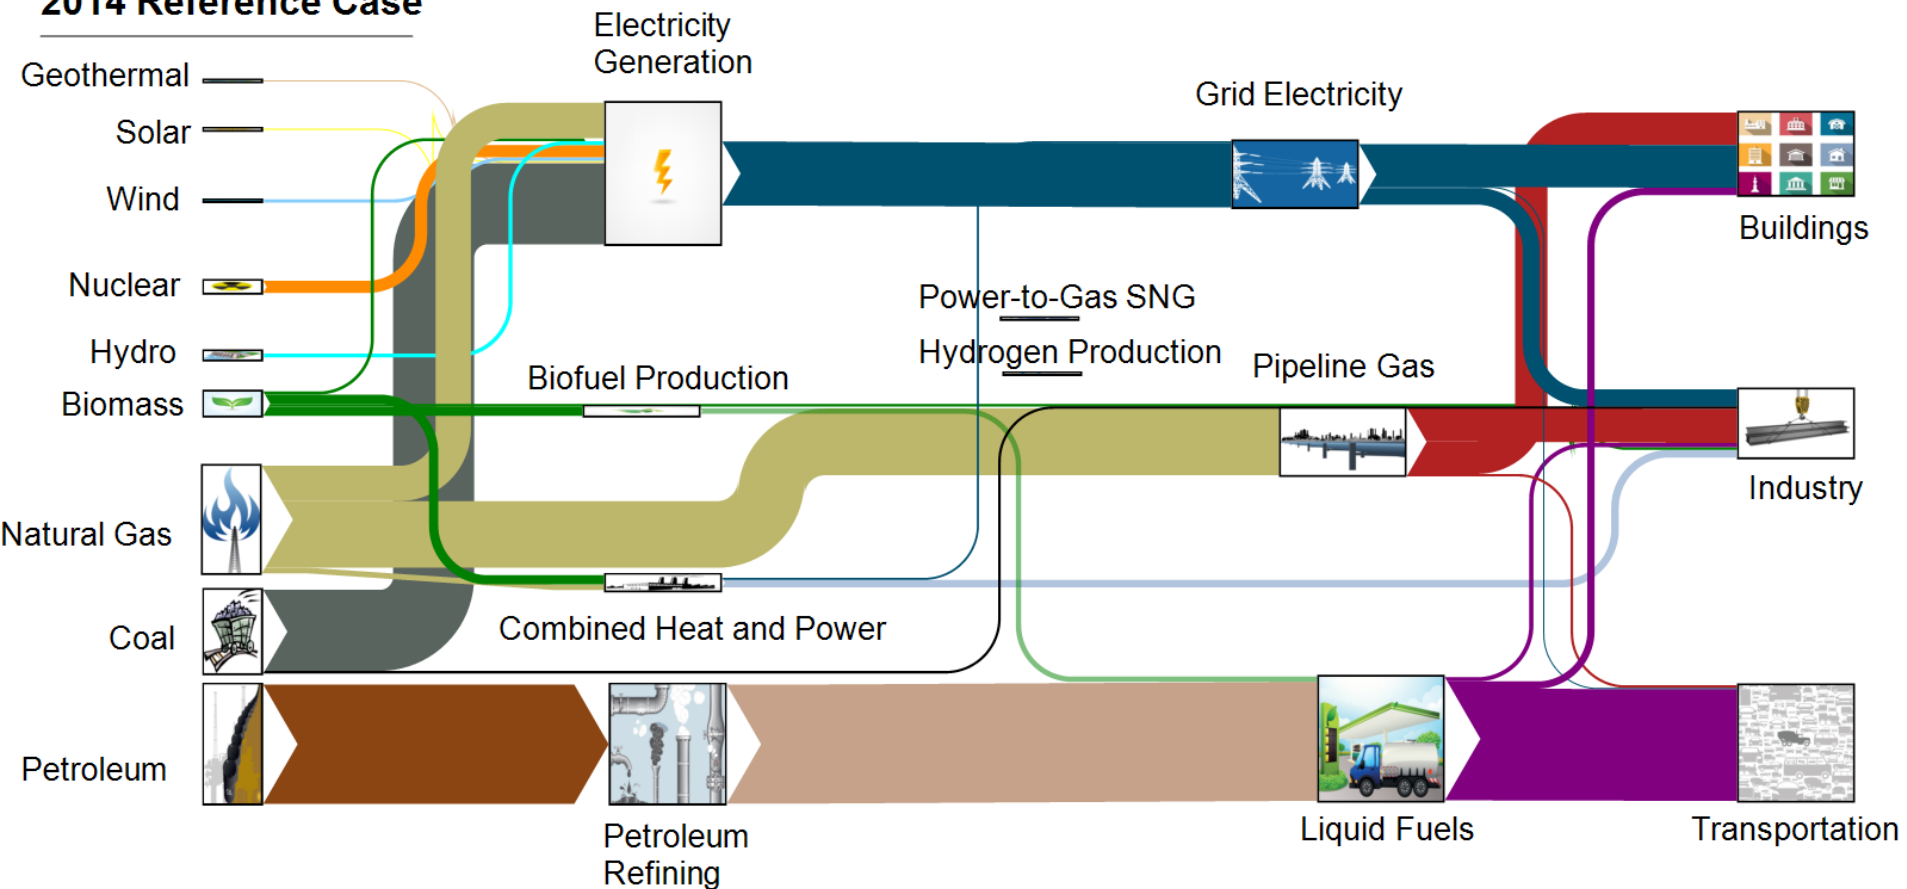 2014 Reference Case
Electricity
Generation
Geothermal
Grid Electricity
Solar
Wind
Buildings
Nuclear
Power-to-Gas SNG
Hydro
Hydrogen Production
Pipeline Gas
Biofuel Production
Biomass
Industry
Natural Gas
Combined Heat and Power
Coal
Petroleum
Petroleum
Refining
Liquid Fuels
Transportation